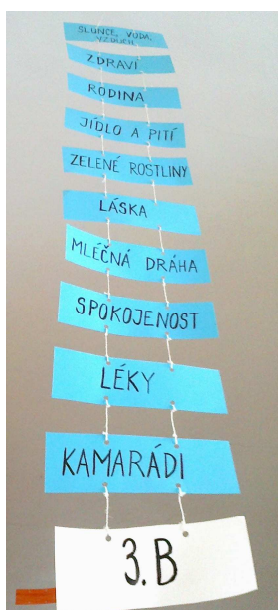 SLUNCE, VODA,
VZDUCH
ZDRAVÍ
RODINA
JÍDLO A PITÍ
ZELENÉ ROSTLINY
LÁSKA
MLÉČNÁ DRÁHA
SPOKOJENOST
LÉKY
KAMARÁDI
3.B